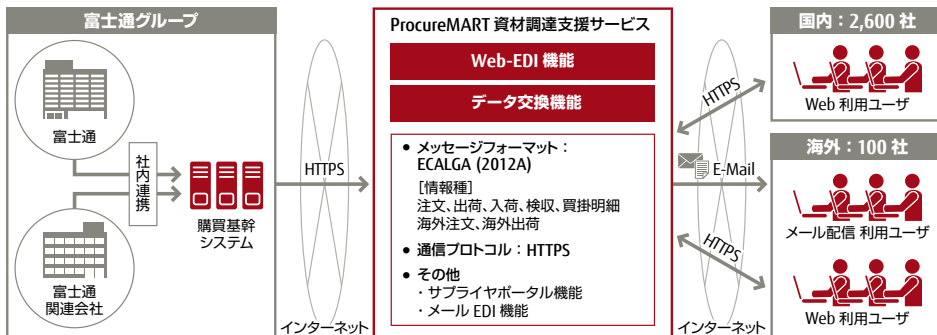 富士通グループ
富士通
富士通
関連会社
社内連携
購買基幹
システム
HTTPS
インターネット
ProcureMART 資材調達支援サービス
Web-EDI 機能
データ交換機能
● メッセージフォーマット：
ECALGA (2012A)
［情報種］
注文、出荷、入荷、検収、買掛明細
海外注文、海外出荷
● 通信プロトコル：HTTPS
● その他
・サプライヤポータル機能
・メール EDI 機能
HTTPS
E-Mail
HTTPS
インターネット
国内：2,600 社
Web 利用ユーザ
海外：100 社
メール配信 利用ユーザ
Web 利用ユーザ